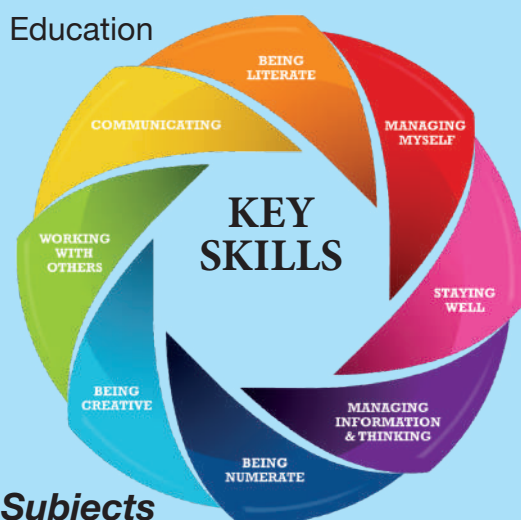 Education
BEING
LITERATE
MANAGING
MYSELF
STAYING
WELL
MANAGING
INFORMATION
& THINKING
BEING
NUMERATE
BEING
CREATIVE
WORKING
WITH
OTHERS
COMMUNICATING
KEY
SKILLS
Subjects